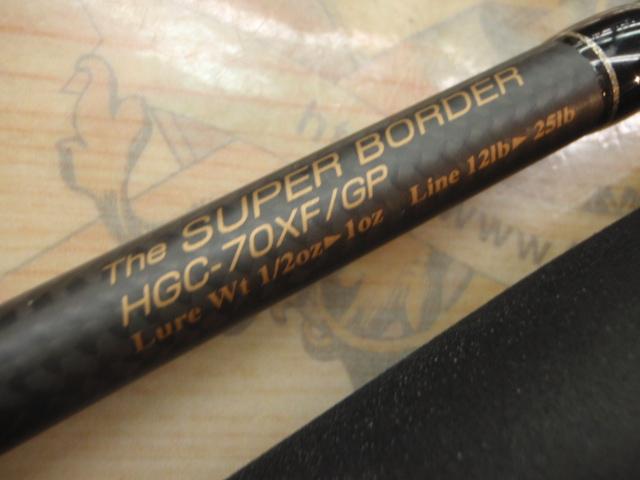 The SUPER BORDER
HGC-70XF/GP
Lure Wt 1/2oz►1oz Line 12lb►25lb